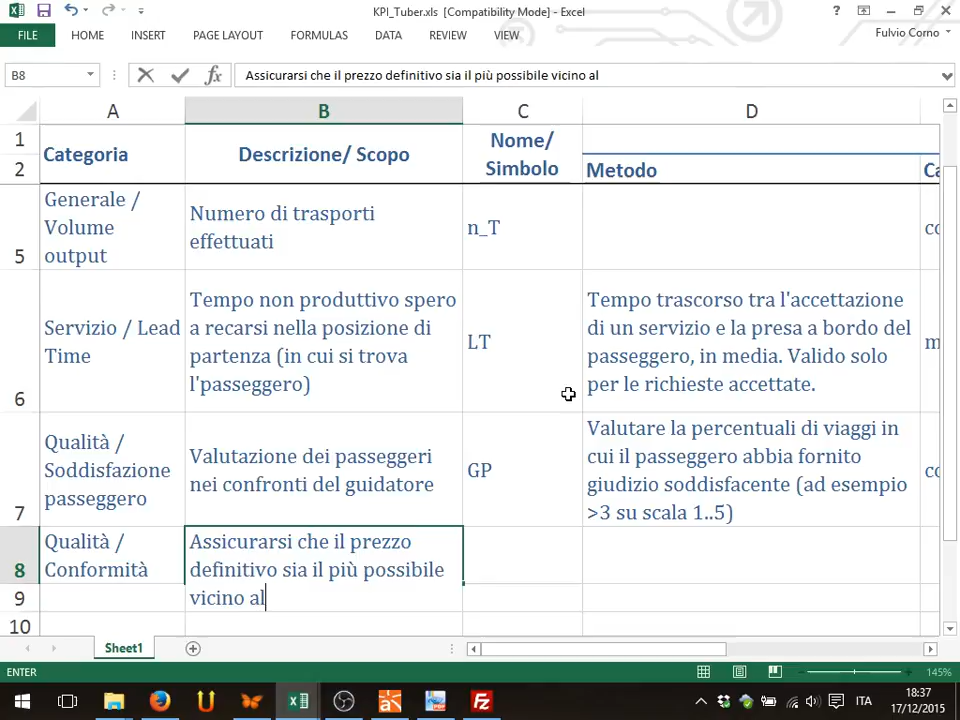 KPI_Tuber.xls [Compatibility Mode] - Excel
FILE HOME INSERT PAGE LAYOUT FORMULAS DATA REVIEW VIEW Fulvio Corno
B8 fx Assicurarsi che il prezzo definitivo sia il più possibile vicino al
A B C D
1
2
Categoria
Descrizione/ Scopo
Nome/
Simbolo
Metodo
Ca
5
Generale /
Volume
output
Numero di trasporti
effettuati
n_T
co
6
Servizio / Lead
Time
Tempo non produttivo spero
a recarsi nella posizione di
partenza (in cui si trova
l'passeggero)
LT
Tempo trascorso tra l'accettazione
di un servizio e la presa a bordo del
passeggero, in media. Valido solo
per le richieste accettate.
m
7
Qualità /
Soddisfazione
passeggero
Valutazione dei passeggeri
nei confronti del guidatore
GP
Valutare la percentuali di viaggi in
cui il passeggero abbia fornito
giudizio soddisfacente (ad esempio
>3 su scala 1..5)
co
8
Qualità /
Conformità
Assicurarsi che il prezzo
definitivo sia il più possibile
vicino al
9
10
Sheet1
ENTER 145%
ITA
18:37
17/12/2015